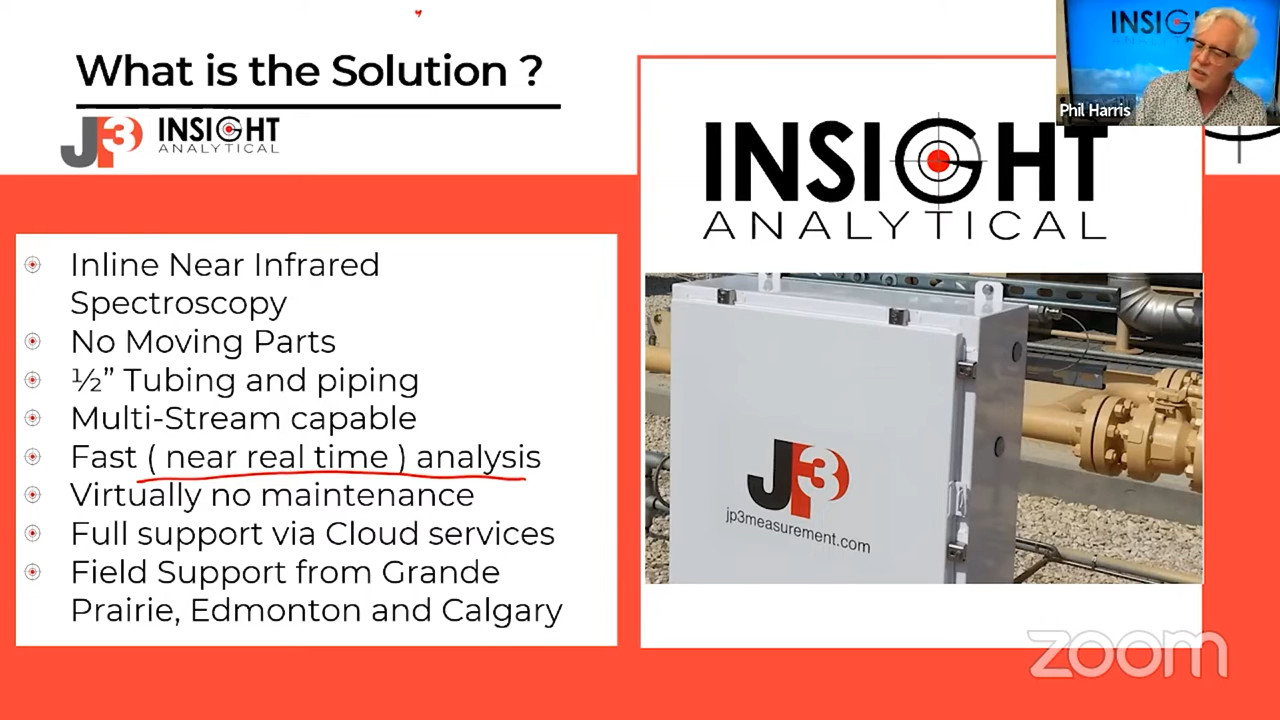 What is the Solution ?
JP3 INSIGHT
ANALYTICAL
Inline Near Infrared
Spectroscopy
No Moving Parts
½” Tubing and piping
Multi-Stream capable
Fast ( near real time ) analysis
Virtually no maintenance
Full support via Cloud services
Field Support from Grande
Prairie, Edmonton and Calgary
INSIGHT
ANALYTICAL
JP3
jp3measurement.com
Phil Harris
zoom